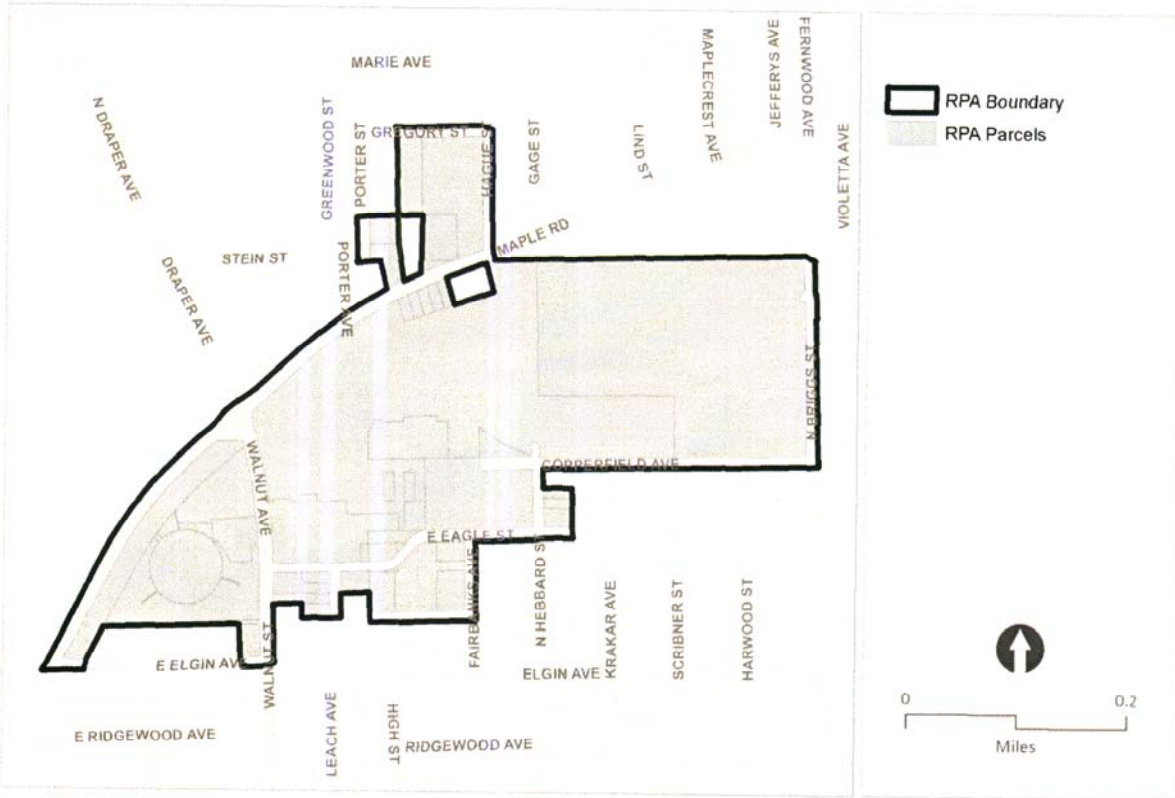 MARIE AVE
N DRAPER AVE
GREENWOOD ST
PORTER ST
GREGORY ST
HAGUE ST
GAGE ST
LIND ST
MAPLECREST AVE
JEFFERYS AVE
FERNWOOD AVE
VIOLETTA AVE
RPA Boundary
RPA Parcels
STEIN ST
DRAPER AVE
PORTER AVE
MAPLE RD
N BRIGGS ST
WALNUT AVE
COPPERFIELD AVE
E EAGLE ST
FAIRBANKS AVE
N HEBBARD ST
KRAKAR AVE
SCRIBNER ST
HARWOOD ST
E ELGIN AVE
WALNUT ST
ELGIN AVE
E RIDGEWOOD AVE
LEACH AVE
HIGH ST
RIDGEWOOD AVE
0 0.2
Miles